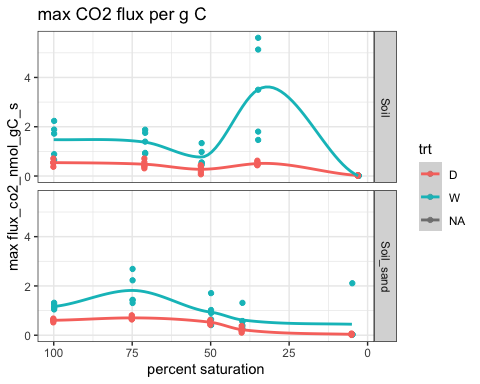 max CO2 flux per g C
max flux_co2_nmol_gC_s
4
2
0
Soil
4
2
0
Soil_sand
100
75
50
25
0
percent saturation
trt
D
W
NA